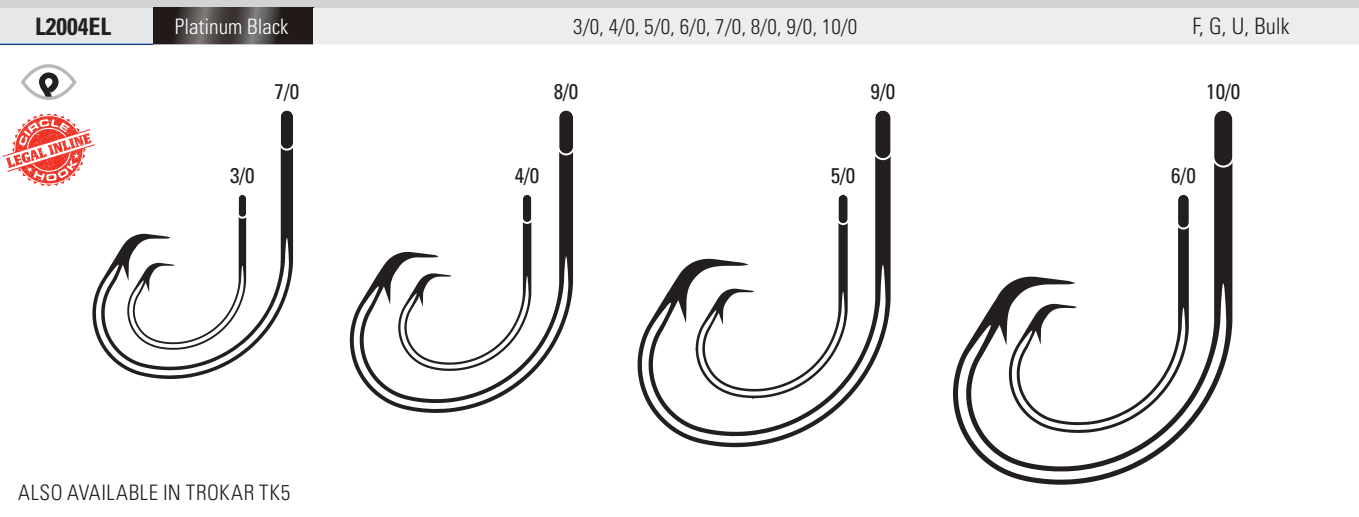 L2004EL Platinum Black 3/0, 4/0, 5/0, 6/0, 7/0, 8/0, 9/0, 10/0 F, G, U, Bulk
7/0 8/0 9/0 10/0
CIRCLE
LEGAL INLINE
HOOK
3/0 4/0 5/0 6/0
ALSO AVAILABLE IN TROKAR TK5